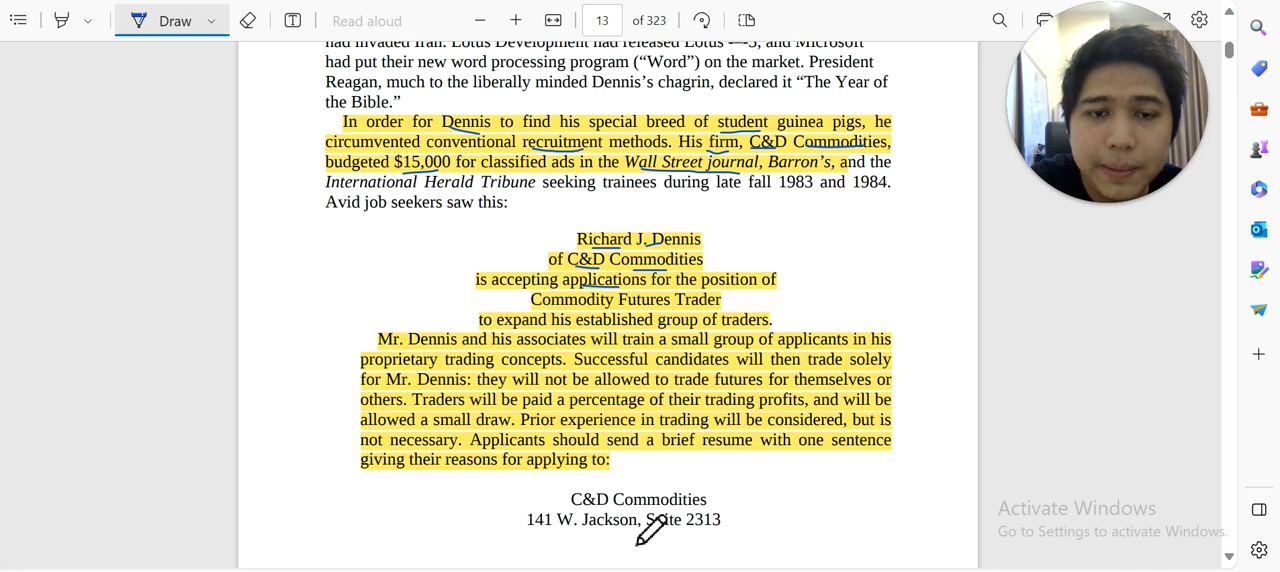 Draw
Read aloud
13
of 323
had invaded Iran. Lotus Development had released Lotus and Microsoft
had put their new word processing program (“Word”) on the market. President
Reagan, much to the liberally minded Dennis’s chagrin, declared it “The Year of
the Bible.”
In order for Dennis to find his special breed of student guinea pigs, he
circumvented conventional recruitment methods. His firm, C&D Commodities,
budgeted $15,000 for classified ads in the Wall Street journal, Barron’s, and the
International Herald Tribune seeking trainees during late fall 1983 and 1984.
Avid job seekers saw this:
Richard J. Dennis
of C&D Commodities
is accepting applications for the position of
Commodity Futures Trader
to expand his established group of traders.
Mr. Dennis and his associates will train a small group of applicants in his
proprietary trading concepts. Successful candidates will then trade solely
for Mr. Dennis: they will not be allowed to trade futures for themselves or
others. Traders will be paid a percentage of their trading profits, and will be
allowed a small draw. Prior experience in trading will be considered, but is
not necessary. Applicants should send a brief resume with one sentence
giving their reasons for applying to:
C&D Commodities
141 W. Jackson, Suite 2313
Activate Windows
Go to Settings to activate Windows.